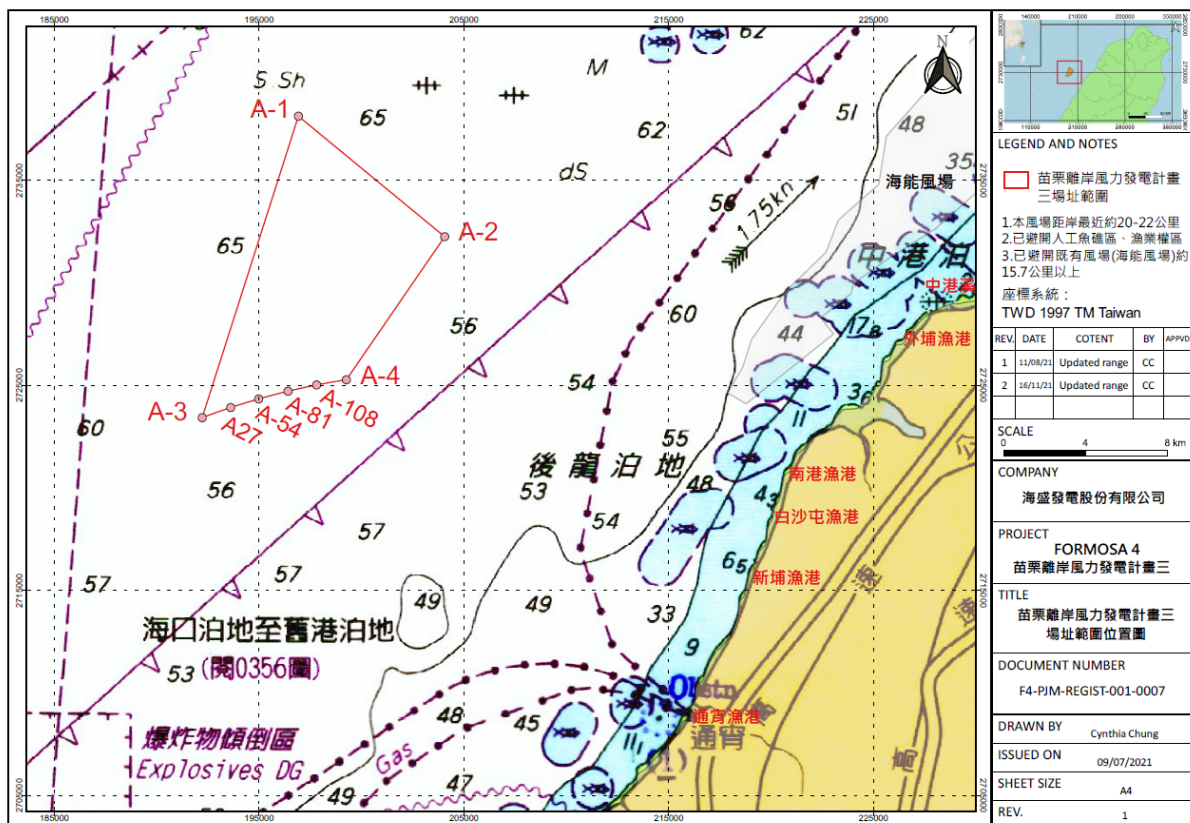 185000
195000
205000
215000
225000
2735000
2725000
2715000
2705000
2735000
2725000
2715000
2705000
185000
195000
205000
215000
225000
N
S.Sh
M
dS
A-1
A-2
A-3
A27
A-54
A-81
A-108
A-4
65
65
62
62
51
48
35
58
1.75kn
海能風場
中港泊
中港溪
56
60
44
外埔漁港
54
60
55
56
53
後龍泊地
48
南港漁港
白沙屯漁港
54
57
57
57
49
49
新埔漁港
33
9
海口泊地至舊港泊地
(閱0356圖)
53
48
45
47
49
Gas
Obstn
通宵漁港
通宵
爆炸物傾倒區
Explosives DG
公
速
高
速
高
LEGEND AND NOTES
苗栗離岸風力發電計畫
三場址範圍
1.本風場距岸最近約20-22公里
2.已避開人工魚礁區、漁業權區
3.已避開既有風場(海能風場)約
15.7公里以上
座標系統：
TWD 1997 TM Taiwan
REV. DATE COTENT BY APPVD
1 11/08/21 Updated range CC
2 16/11/21 Updated range CC
SCALE
0 4 8 km
COMPANY
海盛發電股份有限公司
PROJECT
FORMOSA 4
苗栗離岸風力發電計畫三
TITLE
苗栗離岸風力發電計畫三
場址範圍位置圖
DOCUMENT NUMBER
F4-PJM-REGIST-001-0007
DRAWN BY Cynthia Chung
ISSUED ON 09/07/2021
SHEET SIZE A4
REV. 1